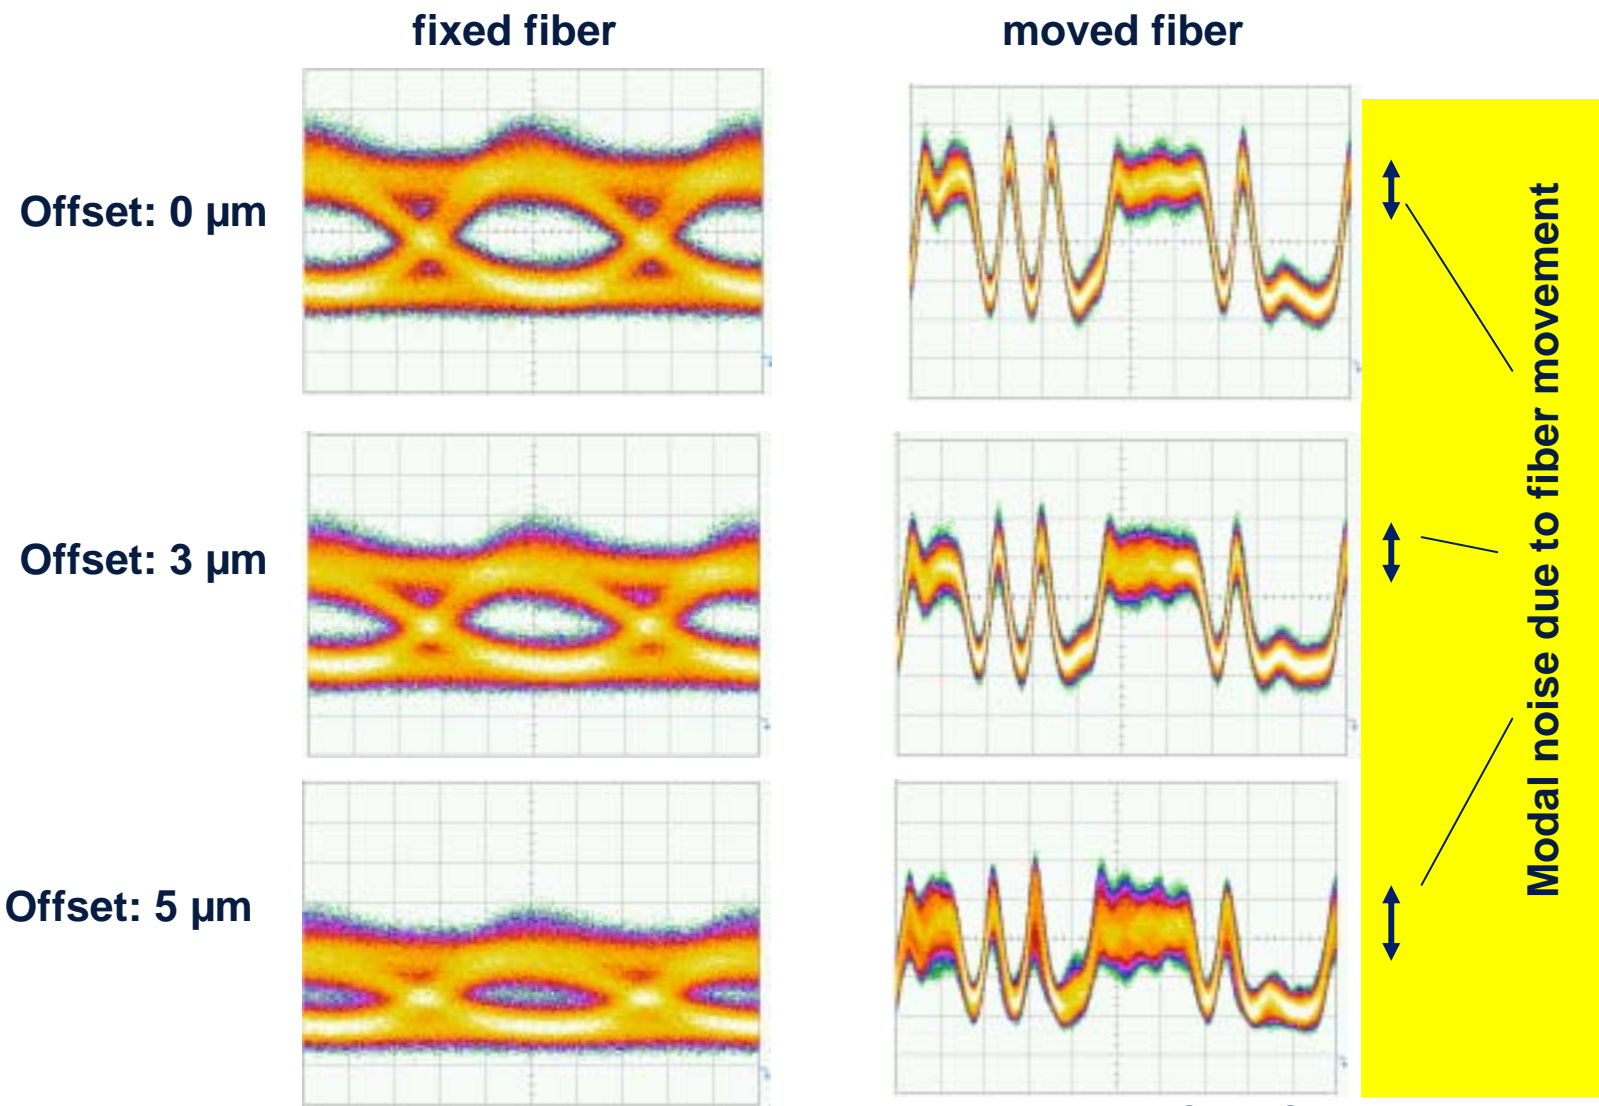 fixed fiber
moved fiber
Offset: 0 µm
Offset: 3 µm
Offset: 5 µm
Modal noise due to fiber movement